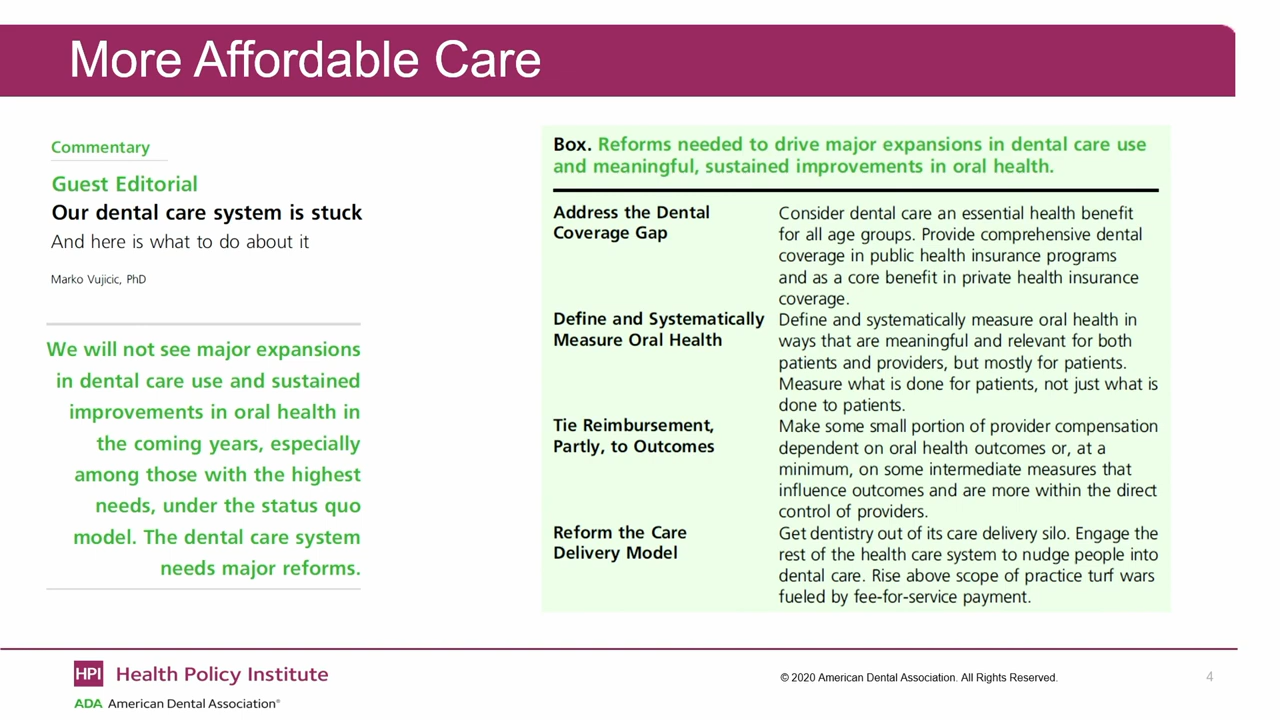 More Affordable Care
Commentary
Guest Editorial
Our dental care system is stuck
And here is what to do about it
Marko Vujicic, PhD
We will not see major expansions
in dental care use and sustained
improvements in oral health in
the coming years, especially
among those with the highest
needs, under the status quo
model. The dental care system
needs major reforms.
Box. Reforms needed to drive major expansions in dental care use
and meaningful, sustained improvements in oral health.
Address the Dental
Coverage Gap
Consider dental care an essential health benefit
for all age groups. Provide comprehensive dental
coverage in public health insurance programs
and as a core benefit in private health insurance
coverage.
Define and Systematically
Measure Oral Health
Define and systematically measure oral health in
ways that are meaningful and relevant for both
patients and providers, but mostly for patients.
Measure what is done for patients, not just what is
done to patients.
Tie Reimbursement,
Partly, to Outcomes
Make some small portion of provider compensation
dependent on oral health outcomes or, at a
minimum, on some intermediate measures that
influence outcomes and are more within the direct
control of providers.
Reform the Care
Delivery Model
Get dentistry out of its care delivery silo. Engage the
rest of the health care system to nudge people into
dental care. Rise above scope of practice turf wars
fueled by fee-for-service payment.
HPI Health Policy Institute
ADA American Dental Association®
© 2020 American Dental Association. All Rights Reserved.
4